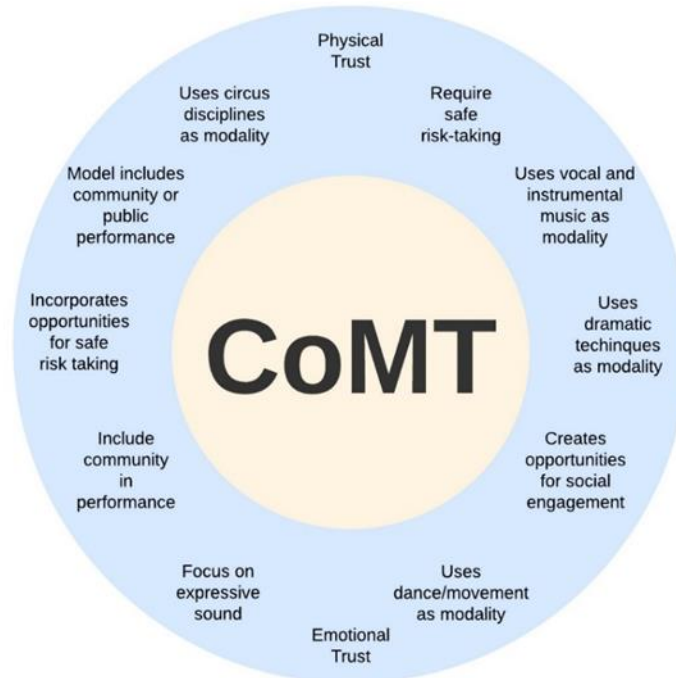 Physical
Trust
Require
safe
risk-taking
Uses vocal and
instrumental
music as
modality
Uses
dramatic
techinques
as modality
Creates
opportunities
for social
engagement
Uses
dance/movement
as modality
Emotional
Trust
Focus on
expressive
sound
Include
community
in
performance
Incorporates
opportunities
for safe
risk taking
Model includes
community or
public
performance
Uses circus
disciplines
as modality
CoMT